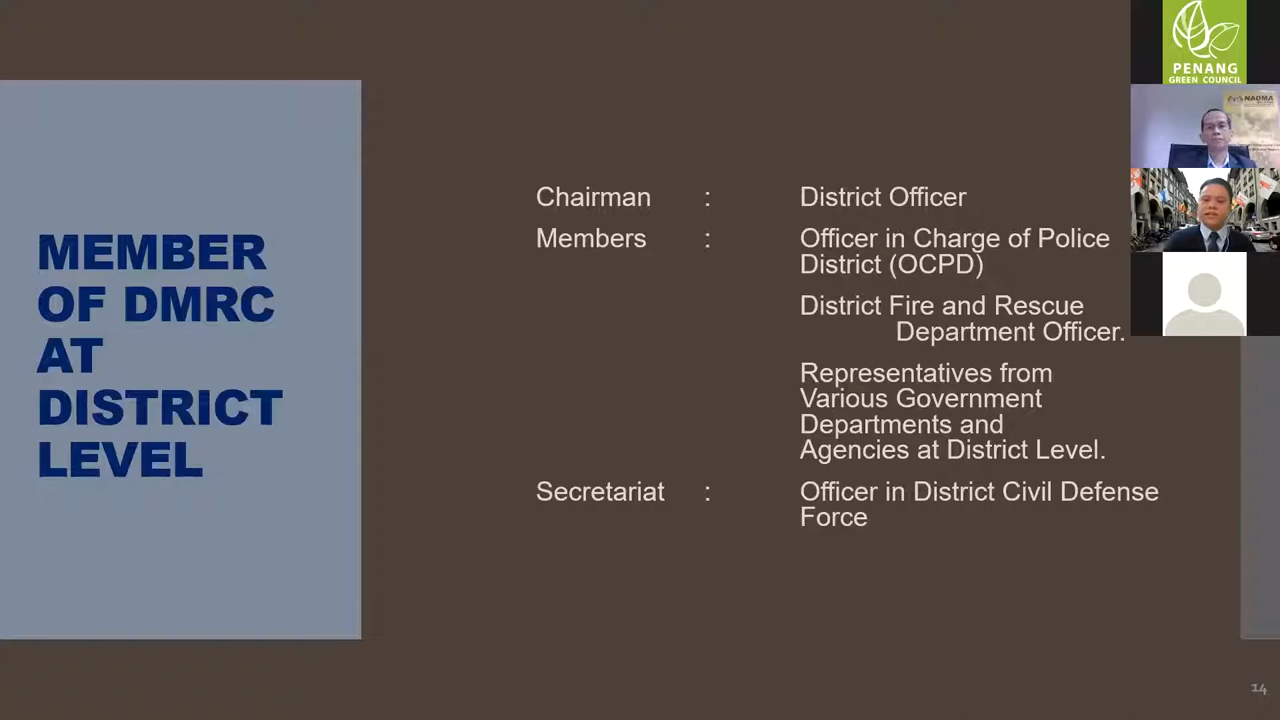 MEMBER
OF DMRC
AT
DISTRICT
LEVEL
Chairman : District Officer
Members : Officer in Charge of Police
District (OCPD)
District Fire and Rescue
Department Officer.
Representatives from
Various Government
Departments and
Agencies at District Level.
Secretariat : Officer in District Civil Defense
Force
PENANG
GREEN COUNCIL
NADMA
14